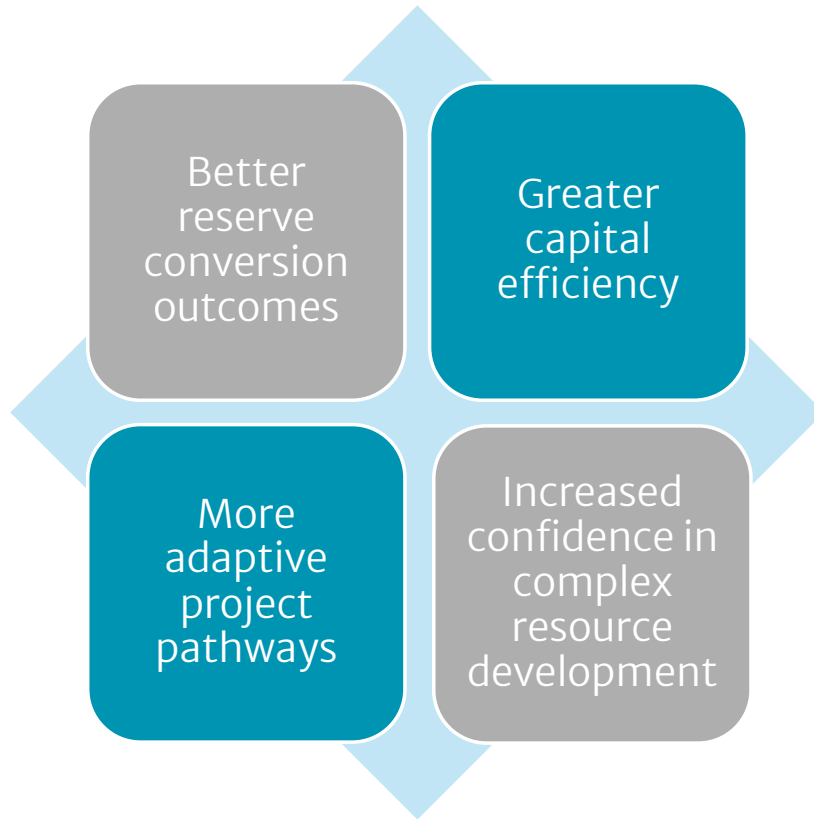 Better
reserve
conversion
outcomes
Greater
capital
efficiency
More
adaptive
project
pathways
Increased
confidence in
complex
resource
development